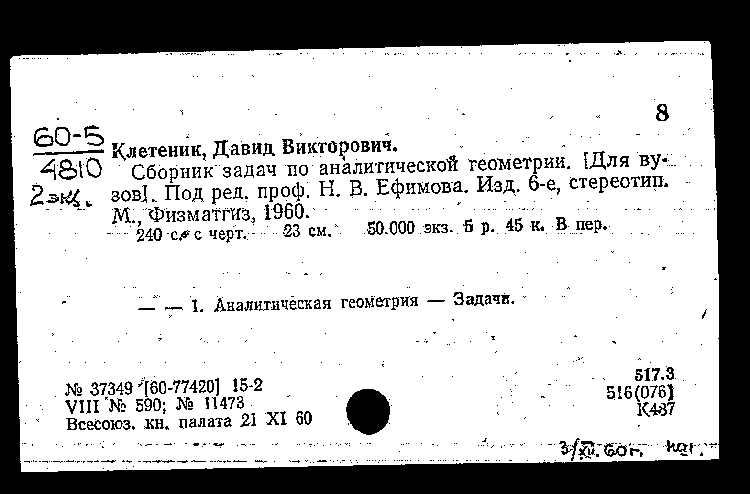 8
60-5
4810
2 экз.
Клетеник, Давид Викторович.
Сборник задач по аналитической геометрии. [Для ву-
зов]. Под ред. проф. Н. В. Ефимова. Изд. 6-е, стереотип.
М., Физматгиз, 1960.
240 с. с черт. 23 см. 50.000 экз. 5 р. 45 к. В пер.
— — 1. Аналитическая геометрия — Задачи.
№ 37349 [60-77420] 15-2
VIII № 590; № 11473
Всесоюз. кн. палата 21 XI 60
517.3
516(076)
К487
3/XII.60г.